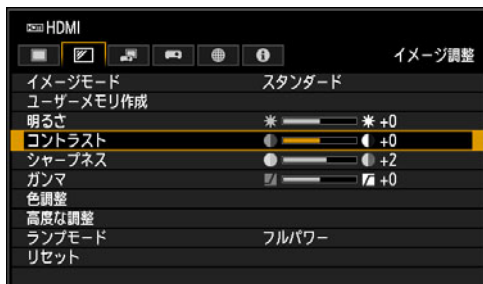 HDMI
イメージ調整
イメージモード スタンダード
ユーザーメモリ作成
明るさ +0
コントラスト +0
シャープネス +2
ガンマ +0
色調整
高度な調整
ランプモード フルパワー
リセット